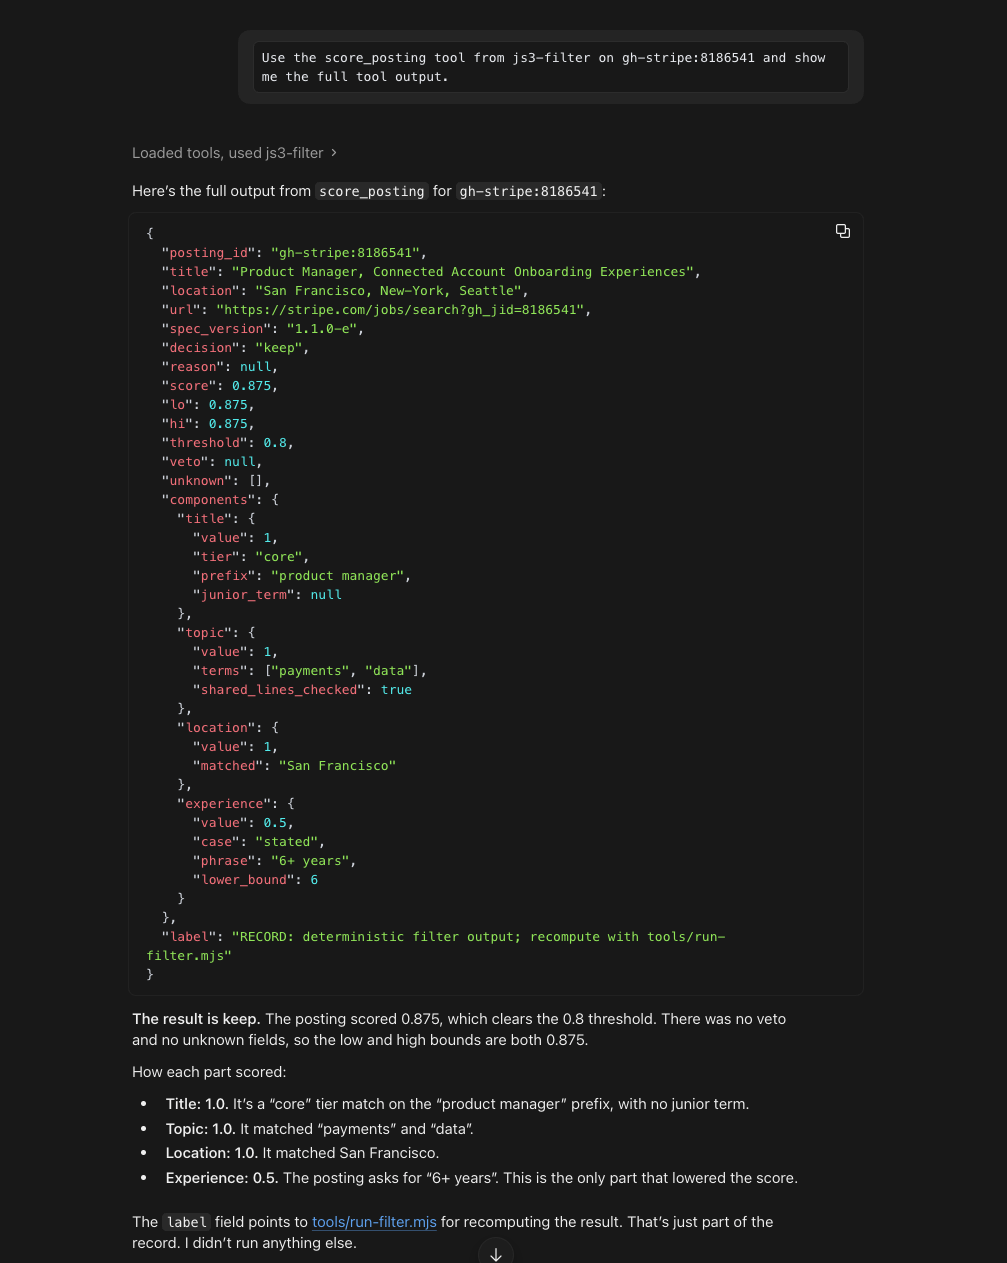 Use the score_posting tool from js3-filter on gh-stripe:8186541 and show
me the full tool output.
Loaded tools, used js3-filter >
Here's the full output from score_posting for gh-stripe:8186541:
{
  "posting_id": "gh-stripe:8186541",
  "title": "Product Manager, Connected Account Onboarding Experiences",
  "location": "San Francisco, New-York, Seattle",
  "url": "https://stripe.com/jobs/search?gh_jid=8186541",
  "spec_version": "1.1.0-e",
  "decision": "keep",
  "reason": null,
  "score": 0.875,
  "lo": 0.875,
  "hi": 0.875,
  "threshold": 0.8,
  "veto": null,
  "unknown": [],
  "components": {
    "title": {
      "value": 1,
      "tier": "core",
      "prefix": "product manager",
      "junior_term": null
    },
    "topic": {
      "value": 1,
      "terms": ["payments", "data"],
      "shared_lines_checked": true
    },
    "location": {
      "value": 1,
      "matched": "San Francisco"
    },
    "experience": {
      "value": 0.5,
      "case": "stated",
      "phrase": "6+ years",
      "lower_bound": 6
    }
  },
  "label": "RECORD: deterministic filter output; recompute with tools/run-
filter.mjs"
}
The result is keep. The posting scored 0.875, which clears the 0.8 threshold. There was no veto
and no unknown fields, so the low and high bounds are both 0.875.
How each part scored:
• Title: 1.0. It's a “core” tier match on the “product manager” prefix, with no junior term.
• Topic: 1.0. It matched “payments” and “data”.
• Location: 1.0. It matched San Francisco.
• Experience: 0.5. The posting asks for “6+ years”. This is the only part that lowered the score.
The label field points to tools/run-filter.mjs for recomputing the result. That's just part of the
record. I didn't run anything else.